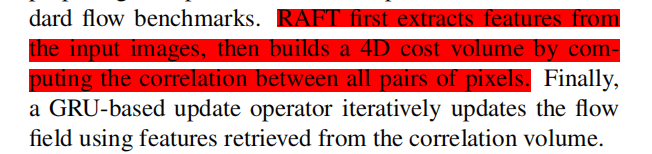 dard flow benchmarks. RAFT first extracts features from
the input images, then builds a 4D cost volume by com-
puting the correlation between all pairs of pixels. Finally,
a GRU-based update operator iteratively updates the flow
field using features retrieved from the correlation volume.